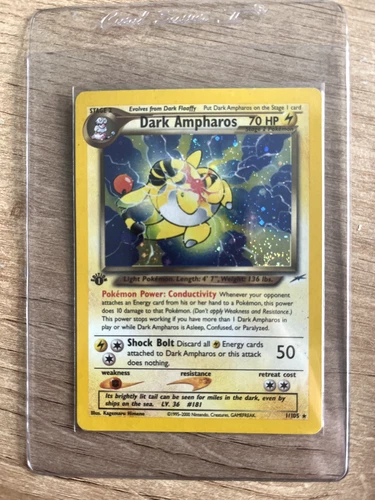 STAGE 2
Evolves from Dark Flaaffy
Put Dark Ampharos on the Stage 1 card
Dark Ampharos 70 HP
1
Light Pokémon. Length: 4' 7", Weight: 136 lbs.
Pokémon Power: Conductivity Whenever your opponent
attaches an Energy card from his or her hand to a Pokémon, this power
does 10 damage to that Pokémon. (Don't apply Weakness and Resistance.)
This power stops working if you have more than 1 Dark Ampharos in
play or while Dark Ampharos is Asleep, Confused, or Paralyzed.
Shock Bolt Discard all Energy cards
attached to Dark Ampharos or this attack
does nothing.
50
weakness resistance retreat cost
Its brightly lit tail can be seen for miles in the dark, even by
ships on the sea. LV. 36 #181
Illus. Kagemaru Himeno ©1995-2000 Nintendo, Creatures, GAMEFREAK. 1/105